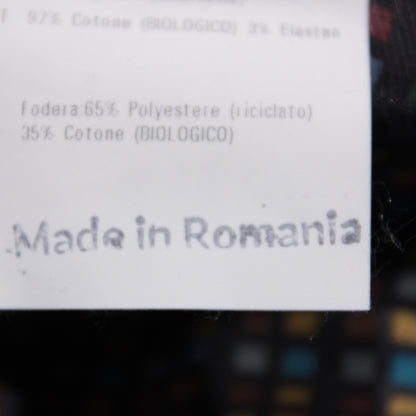 97% Cotone (BIOLOGICO) 3% Elastan
Fodera:65% Polyestere (riciclato)
35% Cotone (BIOLOGICO)
Made in Romania